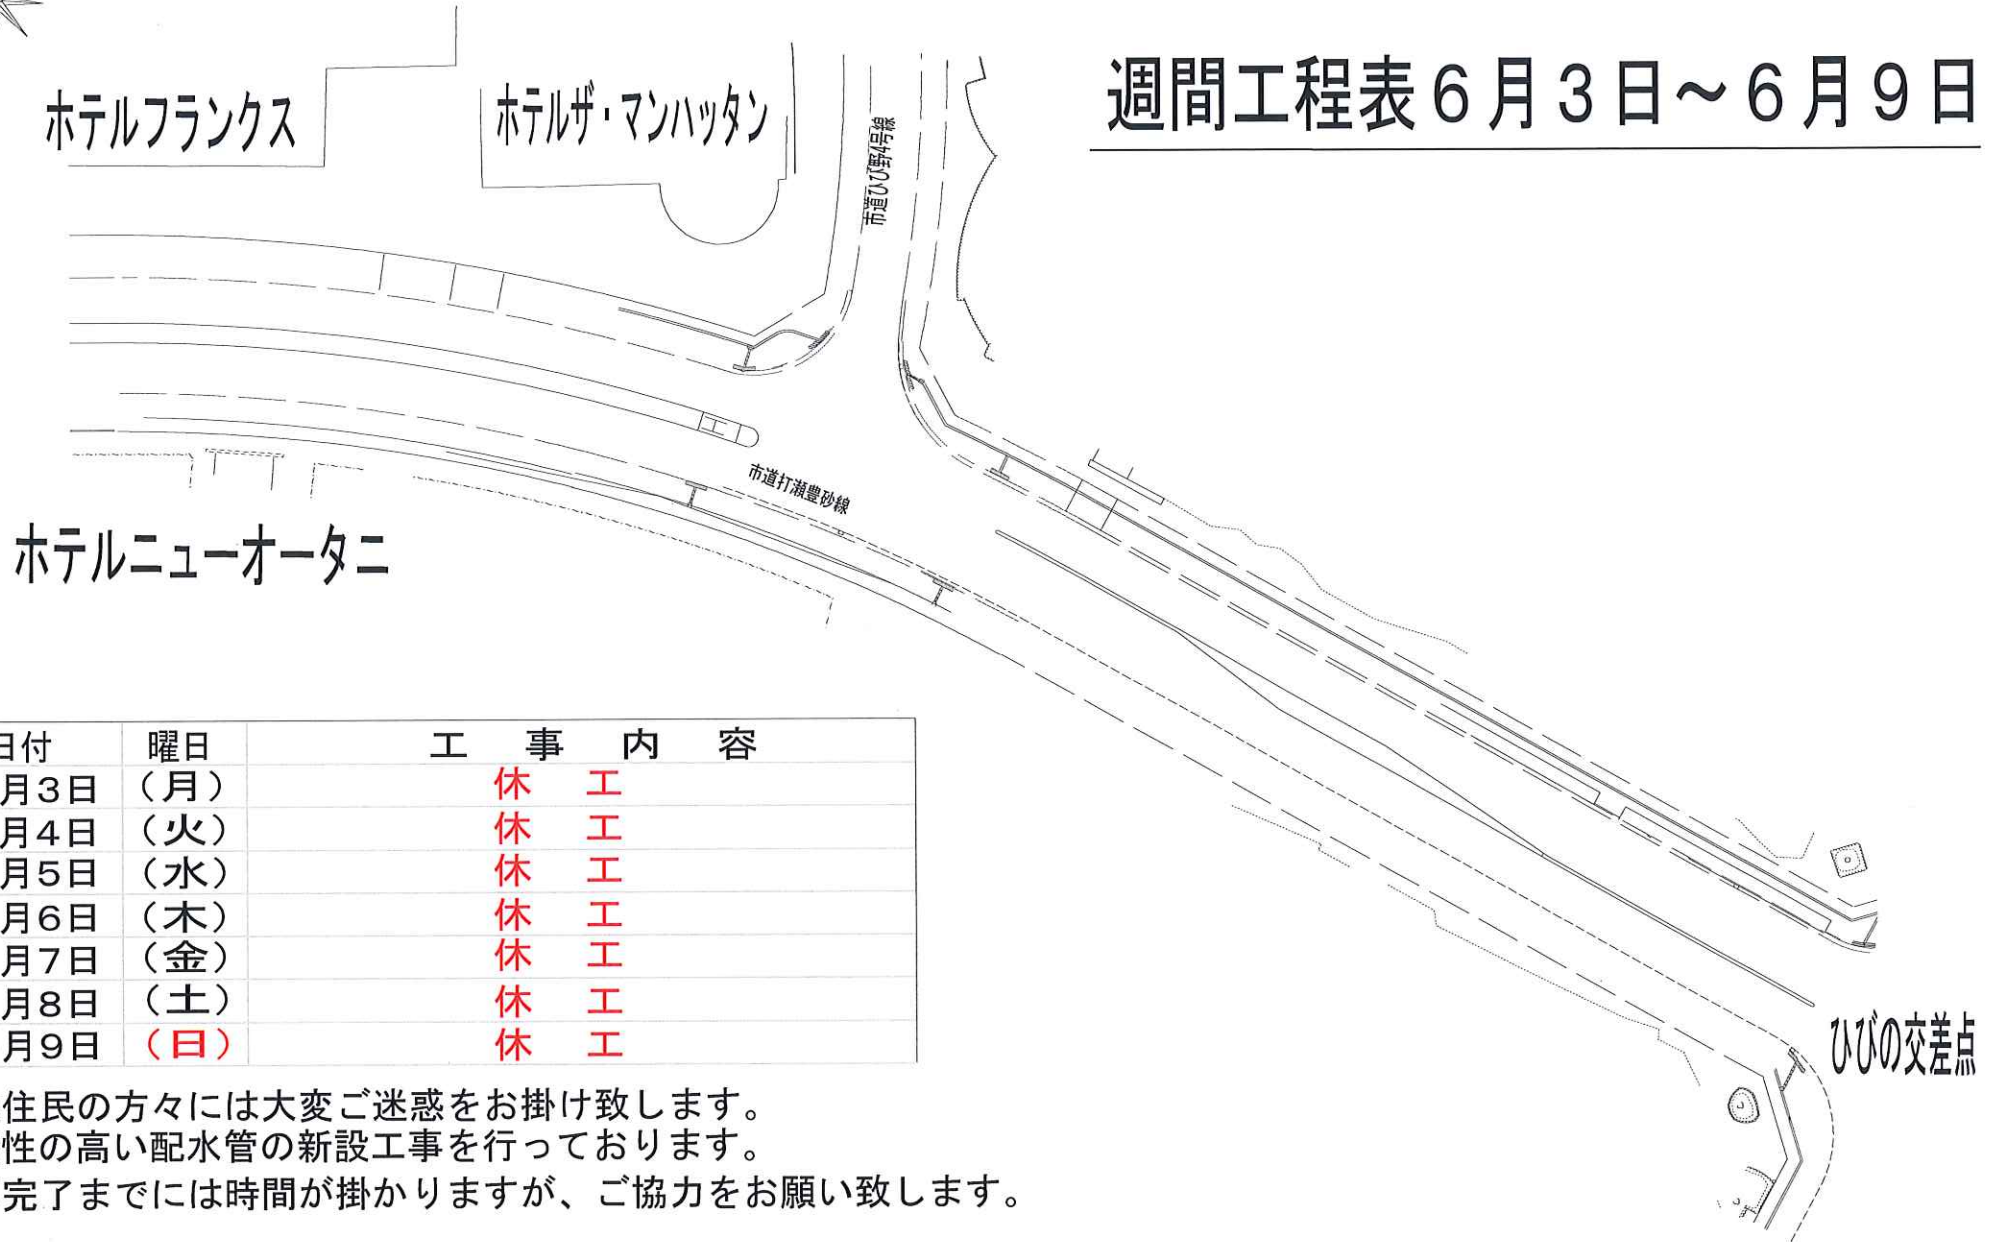 週間工程表６月３日～６月９日
ホテルフランクス
ホテルザ・マンハッタン
市道ひび野4号線
市道打瀬豊砂線
ホテルニューオータニ
ひびの交差点
日付 曜日 工事内容
月３日 （月） 休工
月４日 （火） 休工
月５日 （水） 休工
月６日 （木） 休工
月７日 （金） 休工
月８日 （土） 休工
月９日 （日） 休工
住民の方々には大変ご迷惑をお掛け致します。
性の高い配水管の新設工事を行っております。
完了までには時間が掛かりますが、ご協力をお願い致します。